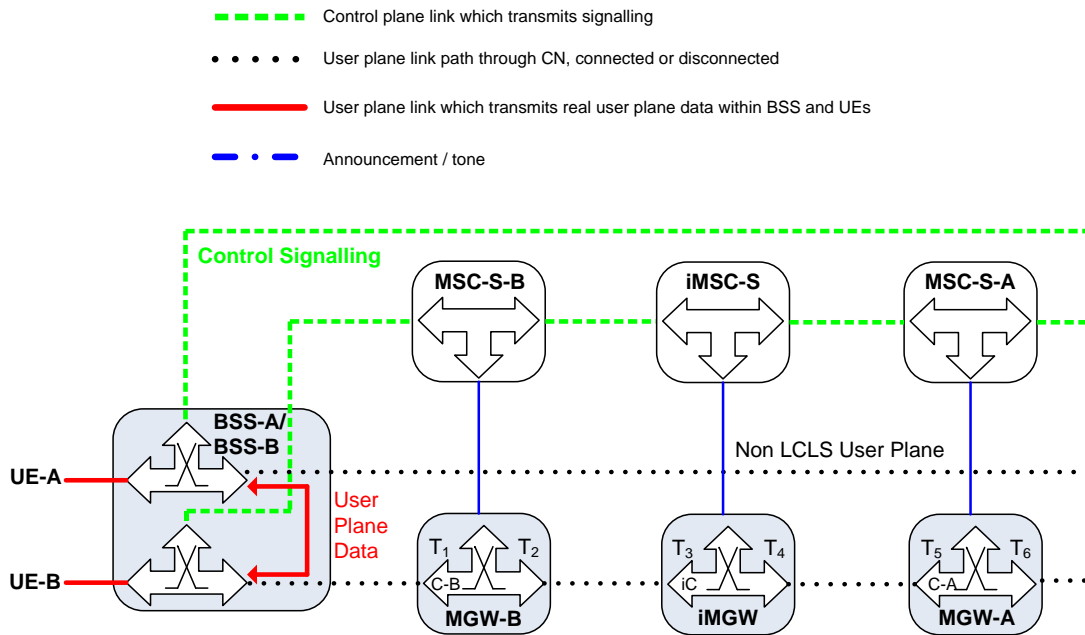 Control plane link which transmits signalling
User plane link path through CN, connected or disconnected
User plane link which transmits real user plane data within BSS and UEs
Announcement / tone
Control Signalling
MSC-S-B
iMSC-S
MSC-S-A
BSS-A/
BSS-B
Non LCLS User Plane
UE-A
User
Plane
Data
UE-B
T1
T2
C-B
MGW-B
T3
T4
iC
iMGW
T5
T6
C-A
MGW-A